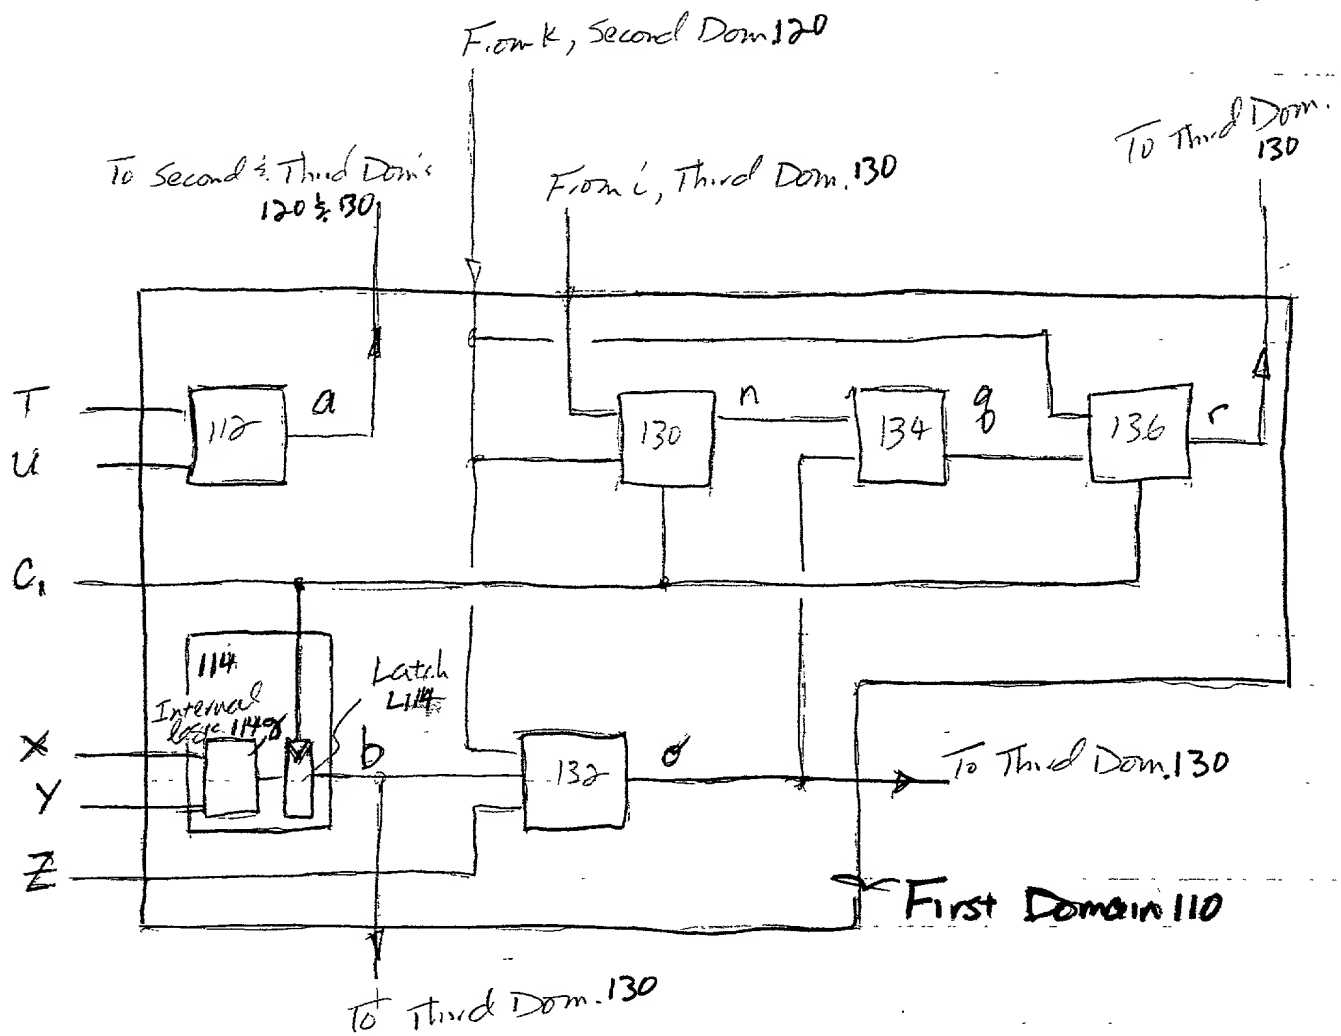 From k, Second Dom. 120
To Third Dom.
130
To Second & Third Dom's
120 & 130
From i, Third Dom. 130
T
a
n
q
r
112
130
134
136
U
C1
114
Latch
L114
Internal
logic 114g
X
b
132
o
To Third Dom. 130
Y
Z
First Domain 110
To Third Dom. 130